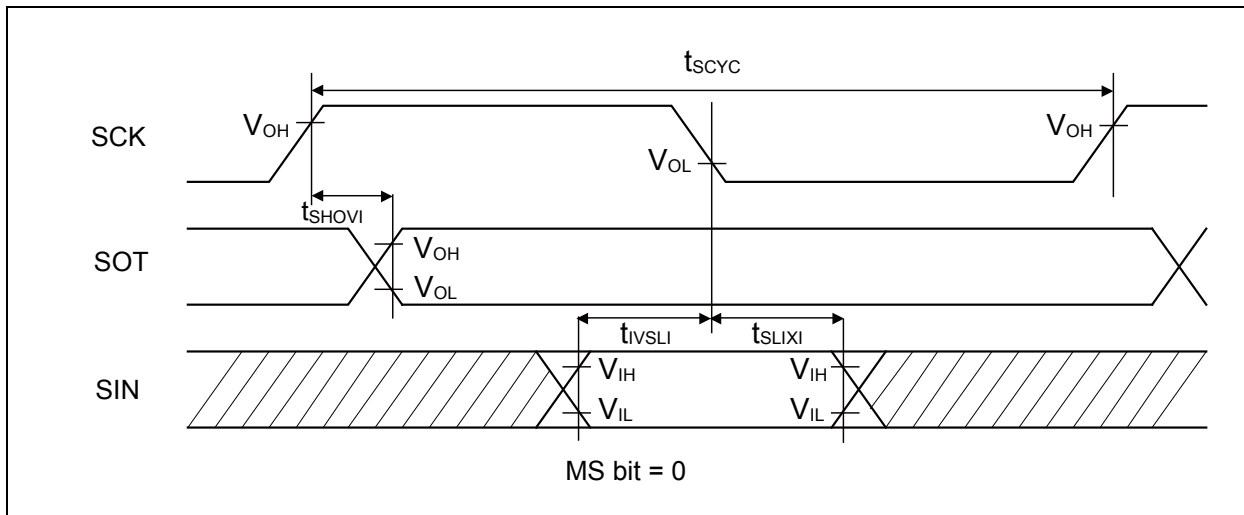 tSCYC
SCK
VOH
VOL
VOH
tSHOVI
SOT
VOH
VOL
tIVSLI
tSLIXI
SIN
VIH
VIH
VIL
VIL
MS bit = 0